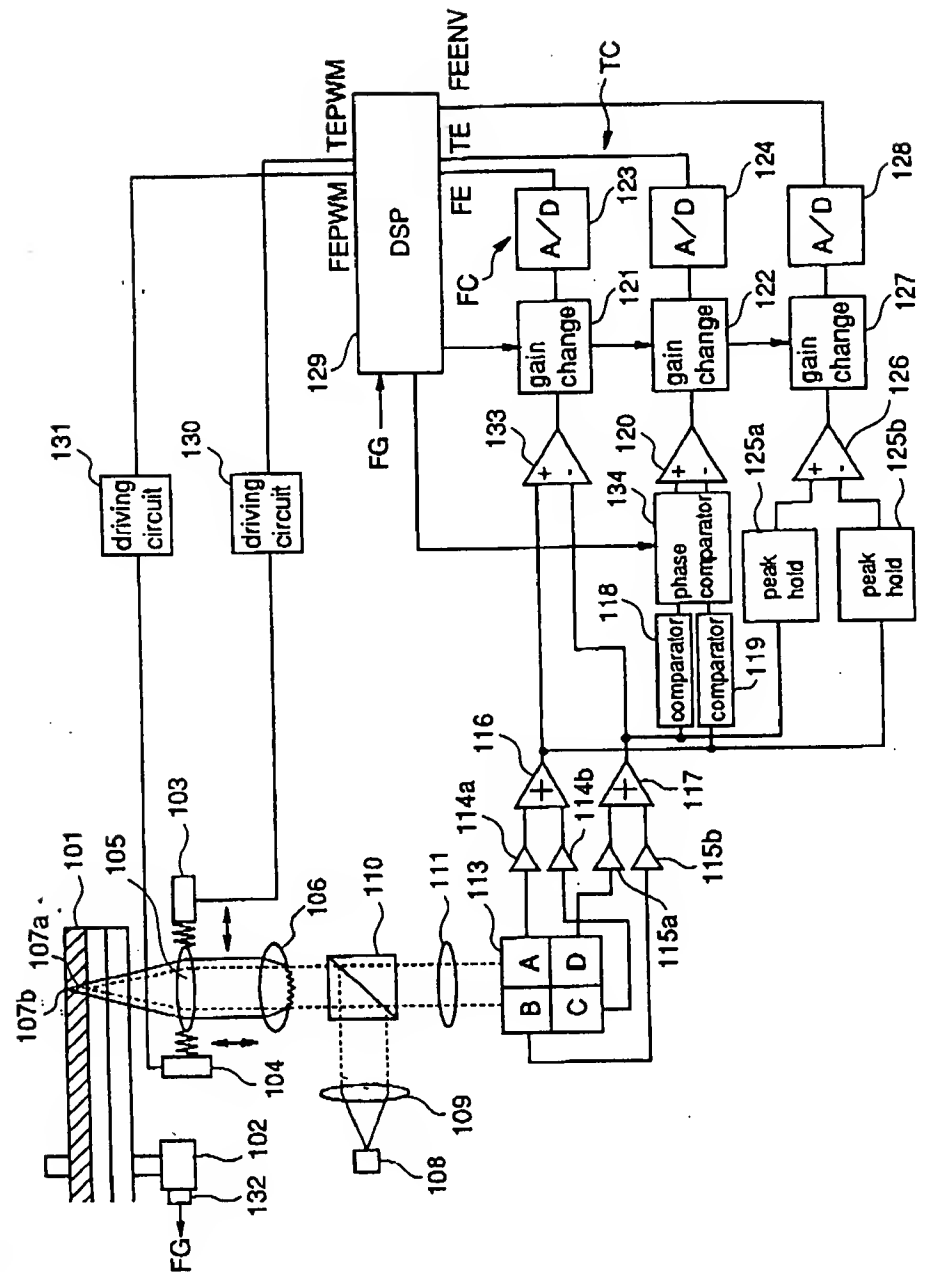 FG
132
102
107b
107a
101
105
103
104
106
110
111
109
108
113
B
A
C
D
114a
114b
115a
115b
116
117
131
driving
circuit
130
driving
circuit
FEPWM
TEPWM
129
DSP
FG
FE
TE
FEENV
TC
FC
133
+
-
gain
change
121
A/D
123
118
comparator
comparator
119
134
phase
comparator
120
+
-
gain
change
122
A/D
124
125a
peak
hold
125b
peak
hold
126
+
-
gain
change
127
A/D
128
+
+